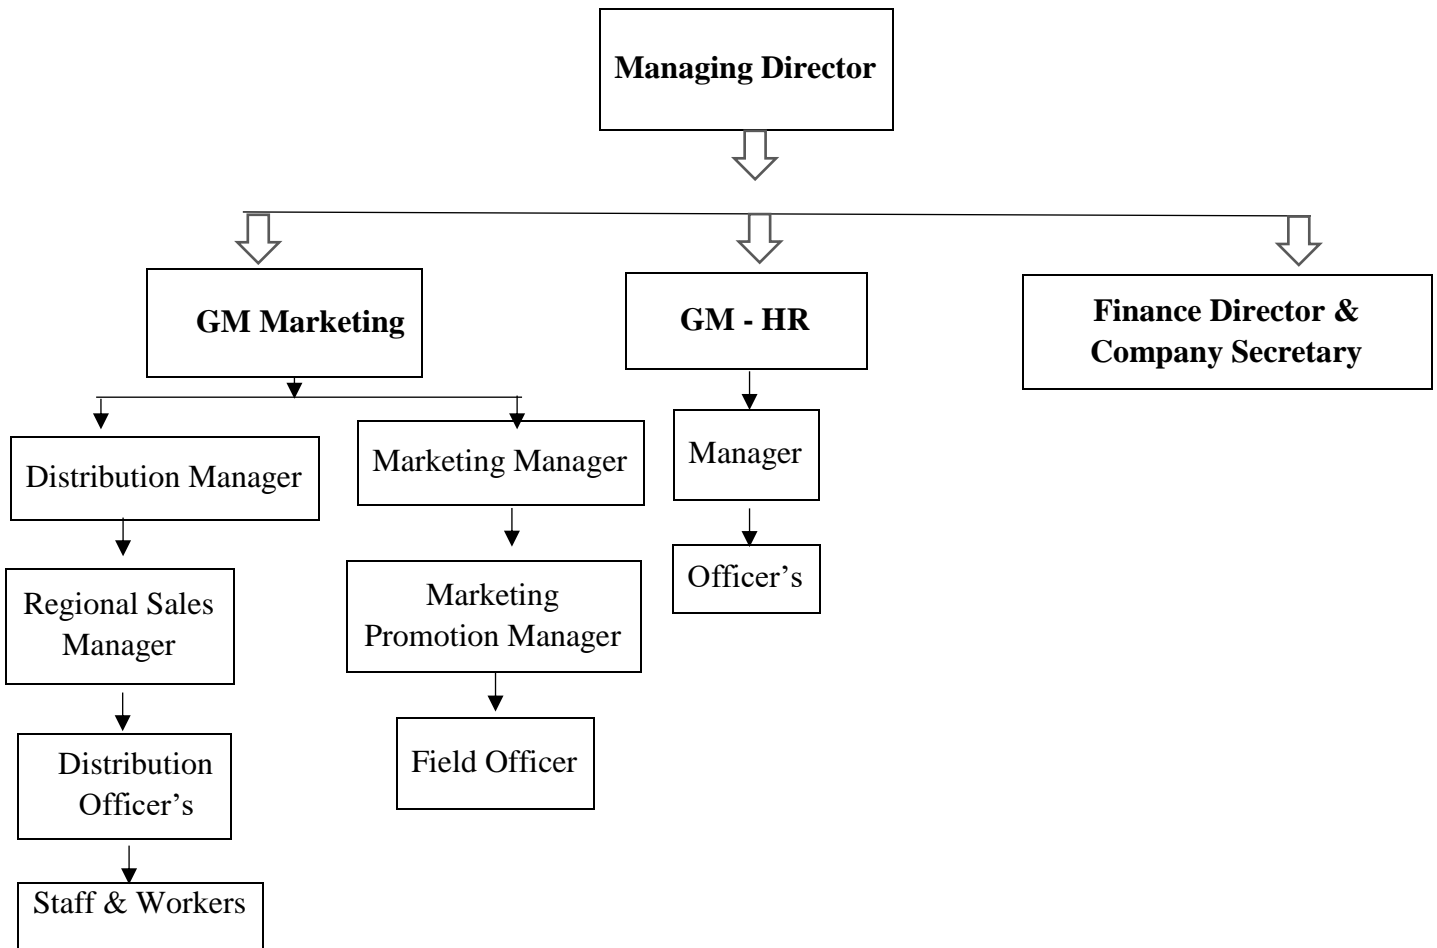 Managing Director
GM Marketing
GM - HR
Finance Director &
Company Secretary
Distribution Manager
Marketing Manager
Manager
Regional Sales
Manager
Marketing
Promotion Manager
Officer’s
Distribution
Officer’s
Field Officer
Staff & Workers